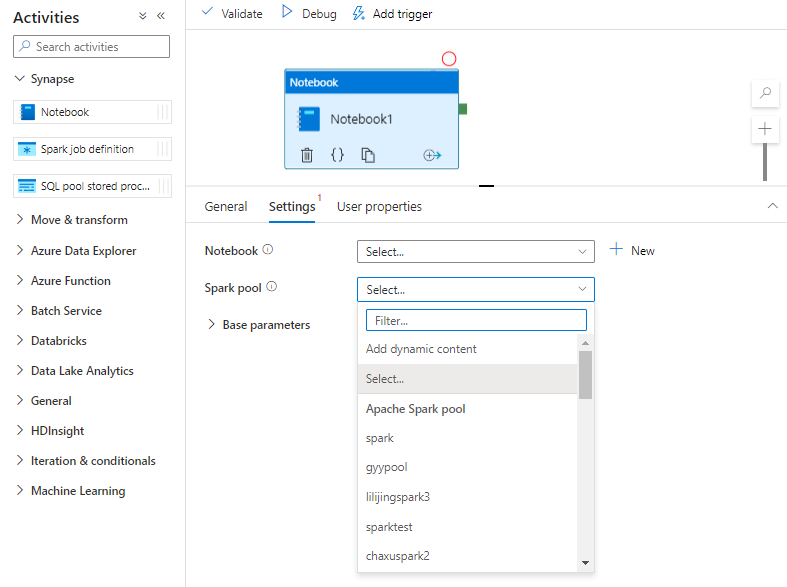 Activities
Search activities
Synapse
Notebook
Spark job definition
SQL pool stored proc...
Move & transform
Azure Data Explorer
Azure Function
Batch Service
Databricks
Data Lake Analytics
General
HDInsight
Iteration & conditionals
Machine Learning
Validate Debug Add trigger
Notebook
Notebook1
General Settings 1 User properties
Notebook Select... New
Spark pool Select...
Base parameters
Filter...
Add dynamic content
Select...
Apache Spark pool
spark
gyypool
lilijingspark3
sparktest
chaxuspark2